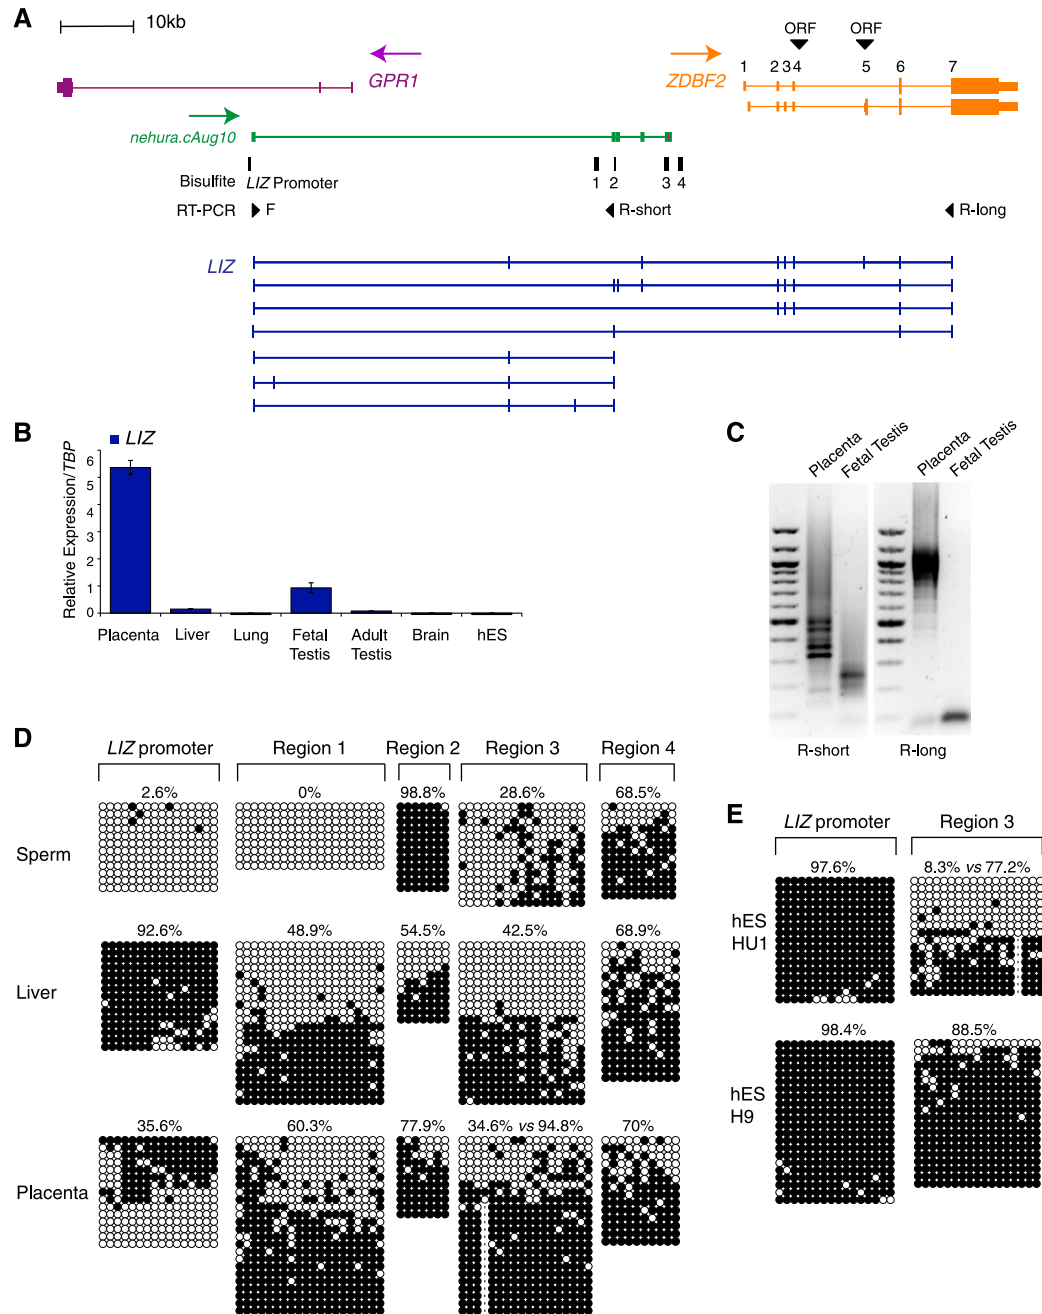 A
10kb
ORF ORF
GPR1
ZDBF2
1 2 3 4 5 6 7
nehura.cAug10
Bisulfite LIZ Promoter 1 2 3 4
RT-PCR F R-short R-long
LIZ
B
LIZ
Relative Expression/TBP
6
5
4
3
2
1
0
Placenta Liver Lung Fetal Testis Adult Testis Brain hES
C
Placenta Fetal Testis Placenta Fetal Testis
R-short R-long
D
LIZ promoter Region 1 Region 2 Region 3 Region 4
2.6% 0% 98.8% 28.6% 68.5%
Sperm
92.6% 48.9% 54.5% 42.5% 68.9%
Liver
35.6% 60.3% 77.9% 34.6% vs 94.8% 70%
Placenta
E
LIZ promoter Region 3
97.6% 8.3% vs 77.2%
hES
HU1
98.4% 88.5%
hES
H9